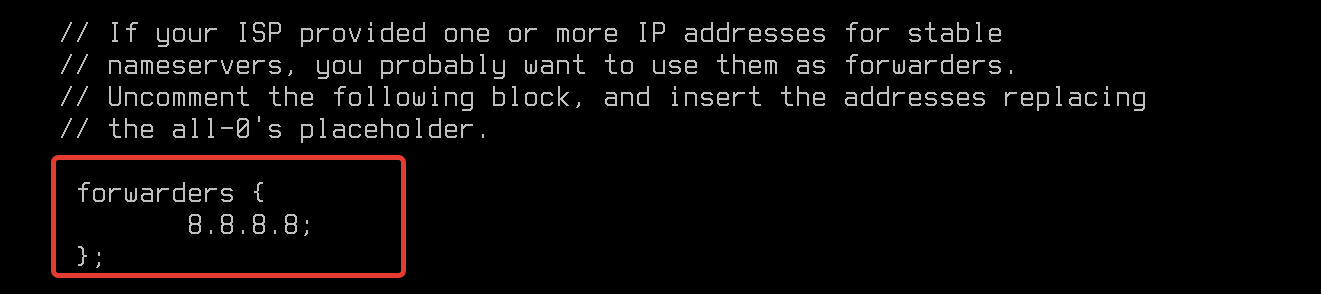 // If your ISP provided one or more IP addresses for stable
// nameservers, you probably want to use them as forwarders.
// Uncomment the following block, and insert the addresses replacing
// the all-0's placeholder.
forwarders {
8.8.8.8;
};